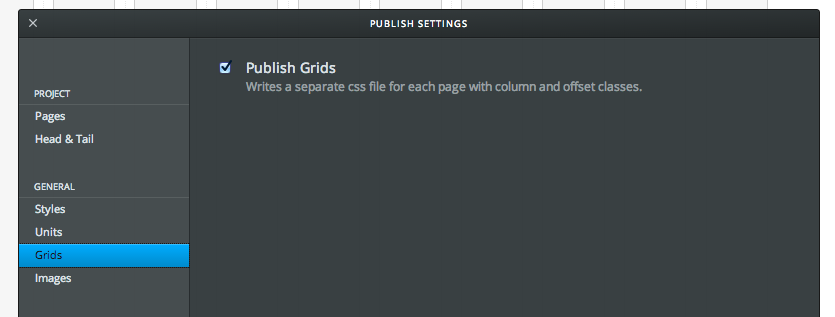 PUBLISH SETTINGS
PROJECT
Pages
Head & Tail
GENERAL
Styles
Units
Grids
Images
Publish Grids
Writes a separate css file for each page with column and offset classes.